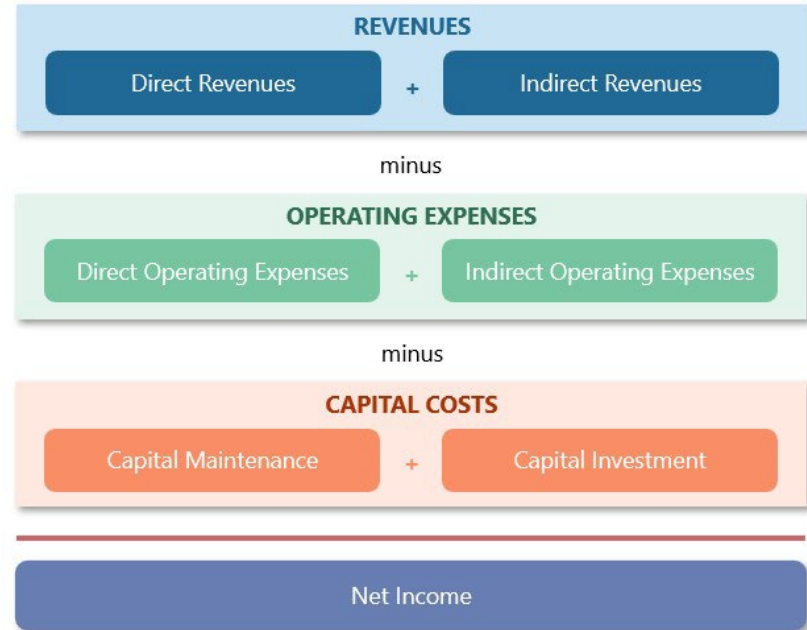 REVENUES
Direct Revenues + Indirect Revenues
minus
OPERATING EXPENSES
Direct Operating Expenses + Indirect Operating Expenses
minus
CAPITAL COSTS
Capital Maintenance + Capital Investment
Net Income